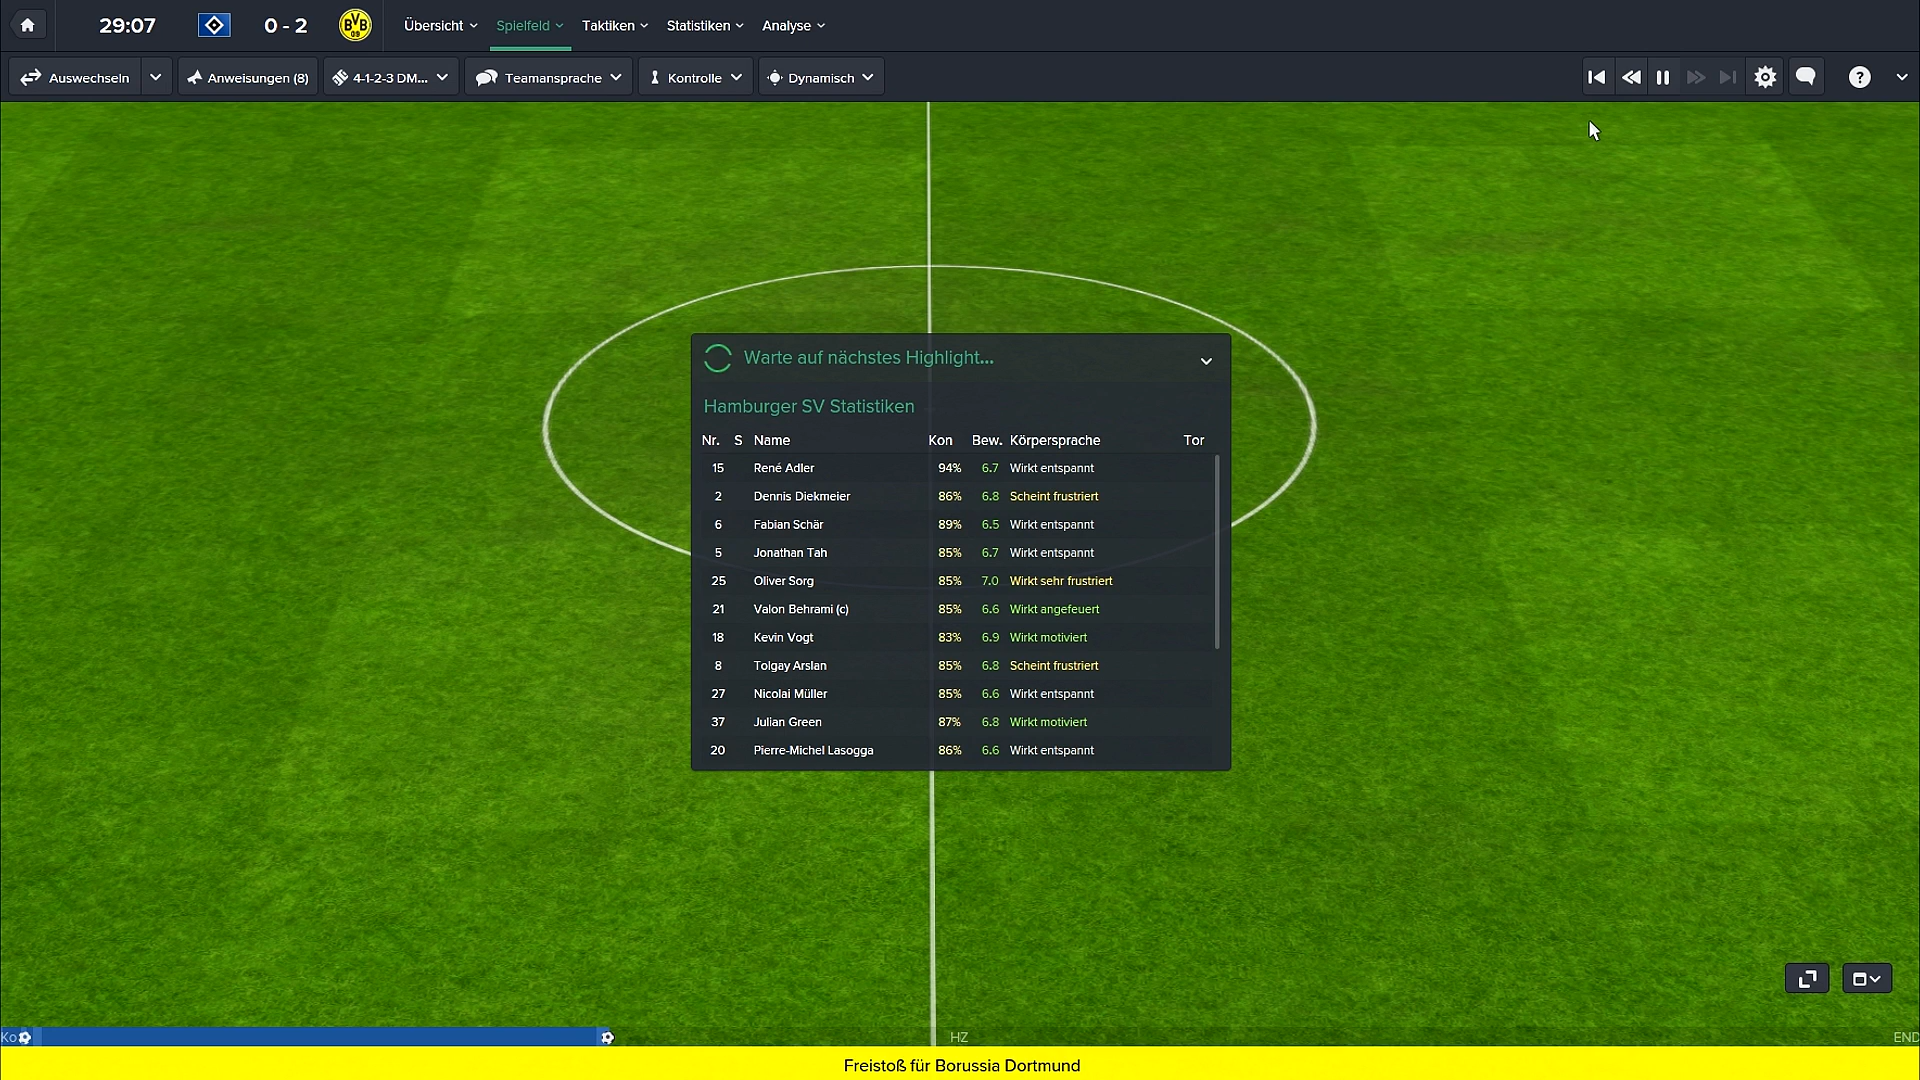 29:07 0 - 2 BVB 09 Übersicht Spielfeld Taktiken Statistiken Analyse
Auswechseln Anweisungen (8) 4-1-2-3 DM... Teamansprache Kontrolle Dynamisch ?
Warte auf nächstes Highlight...
Hamburger SV Statistiken
Nr. S Name Kon Bew. Körpersprache Tor
15 René Adler 94% 6.7 Wirkt entspannt
2 Dennis Diekmeier 86% 6.8 Scheint frustriert
6 Fabian Schär 89% 6.5 Wirkt entspannt
5 Jonathan Tah 85% 6.7 Wirkt entspannt
25 Oliver Sorg 85% 7.0 Wirkt sehr frustriert
21 Valon Behrami (c) 85% 6.6 Wirkt angefeuert
18 Kevin Vogt 83% 6.9 Wirkt motiviert
8 Tolgay Arslan 85% 6.8 Scheint frustriert
27 Nicolai Müller 85% 6.6 Wirkt entspannt
37 Julian Green 87% 6.8 Wirkt motiviert
20 Pierre-Michel Lasogga 86% 6.6 Wirkt entspannt
Ko HZ END
Freistoß für Borussia Dortmund